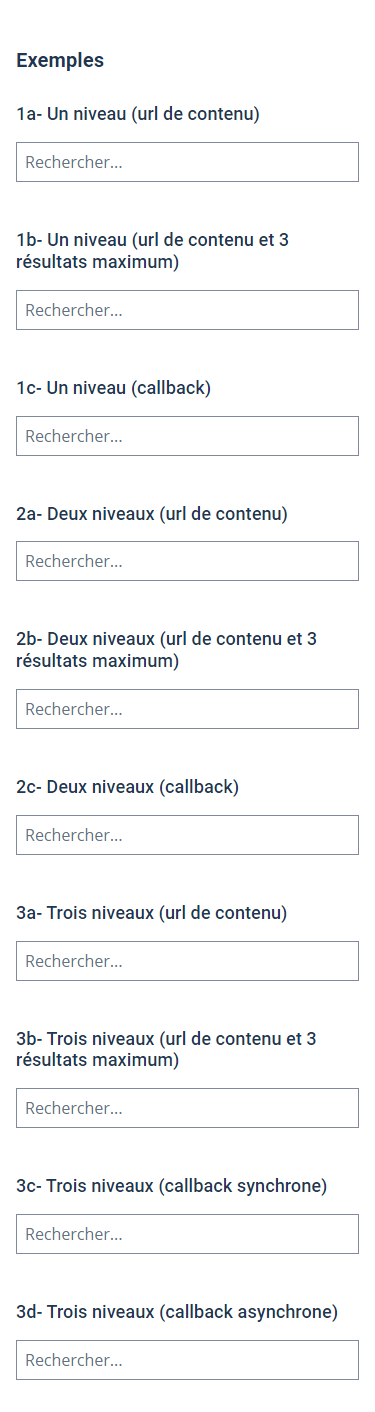 Exemples
1a- Un niveau (url de contenu)
Rechercher...
1b- Un niveau (url de contenu et 3
résultats maximum)
Rechercher...
1c- Un niveau (callback)
Rechercher...
2a- Deux niveaux (url de contenu)
Rechercher...
2b- Deux niveaux (url de contenu et 3
résultats maximum)
Rechercher...
2c- Deux niveaux (callback)
Rechercher...
3a- Trois niveaux (url de contenu)
Rechercher...
3b- Trois niveaux (url de contenu et 3
résultats maximum)
Rechercher...
3c- Trois niveaux (callback synchrone)
Rechercher...
3d- Trois niveaux (callback asynchrone)
Rechercher...